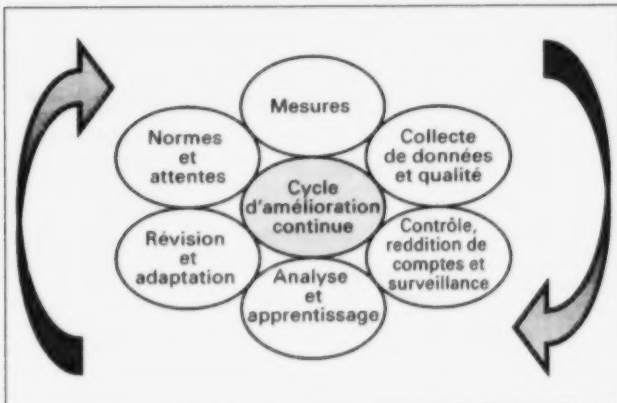 Mesures
Normes
et
attentes
Collecte
de données
et qualité
Cycle
d'amélioration
continue
Révision
et
adaptation
Contrôle,
reddition de
comptes et
surveillance
Analyse
et
apprentissage